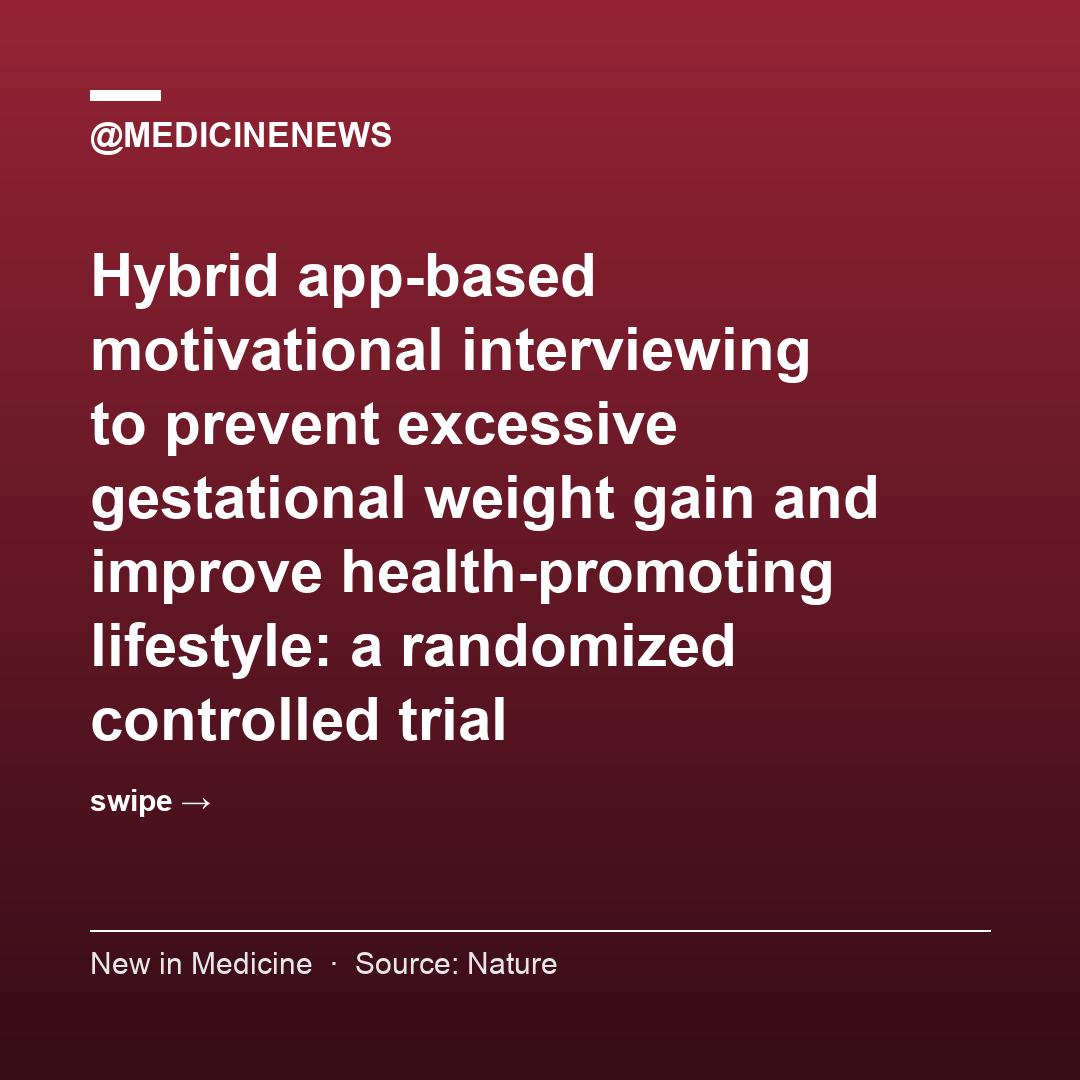 @MEDICINENEWS
Hybrid app-based
motivational interviewing
to prevent excessive
gestational weight gain and
improve health-promoting
lifestyle: a randomized
controlled trial
swipe →
New in Medicine · Source: Nature